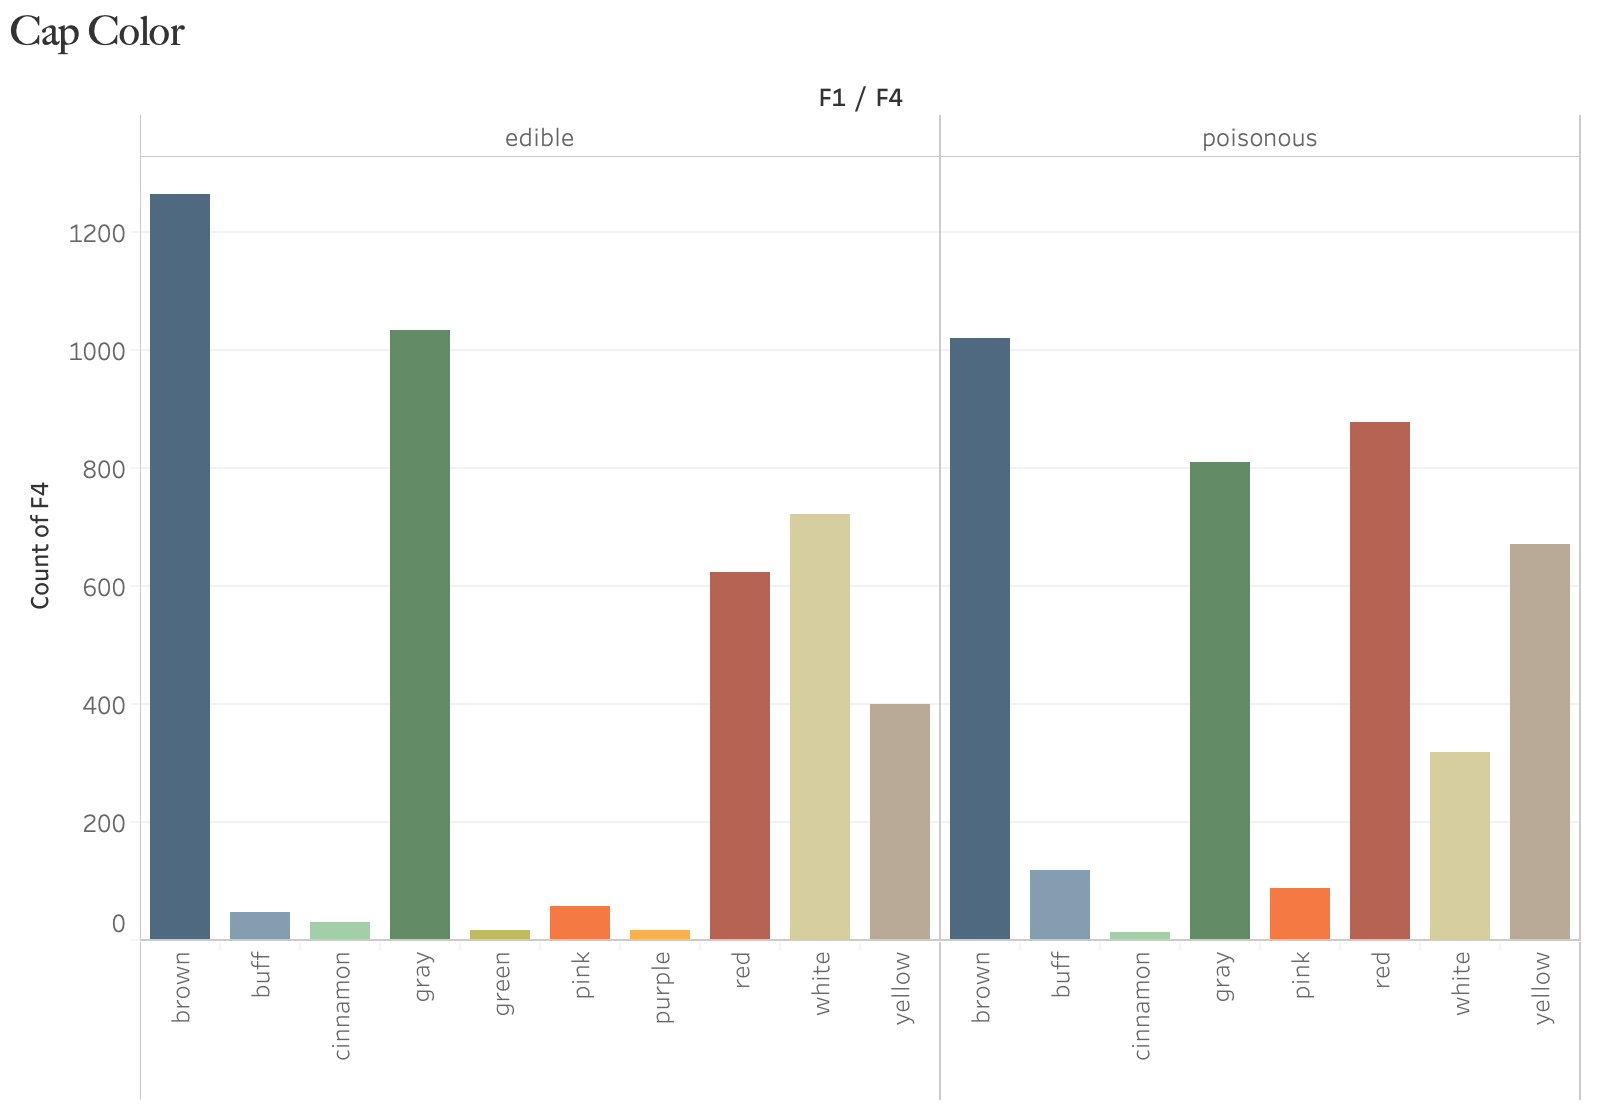 Cap Color
F1 / F4
edible
poisonous
Count of F4
1200
1000
800
600
400
200
0
brown
buff
cinnamon
gray
green
pink
purple
red
white
yellow
brown
buff
cinnamon
gray
pink
red
white
yellow